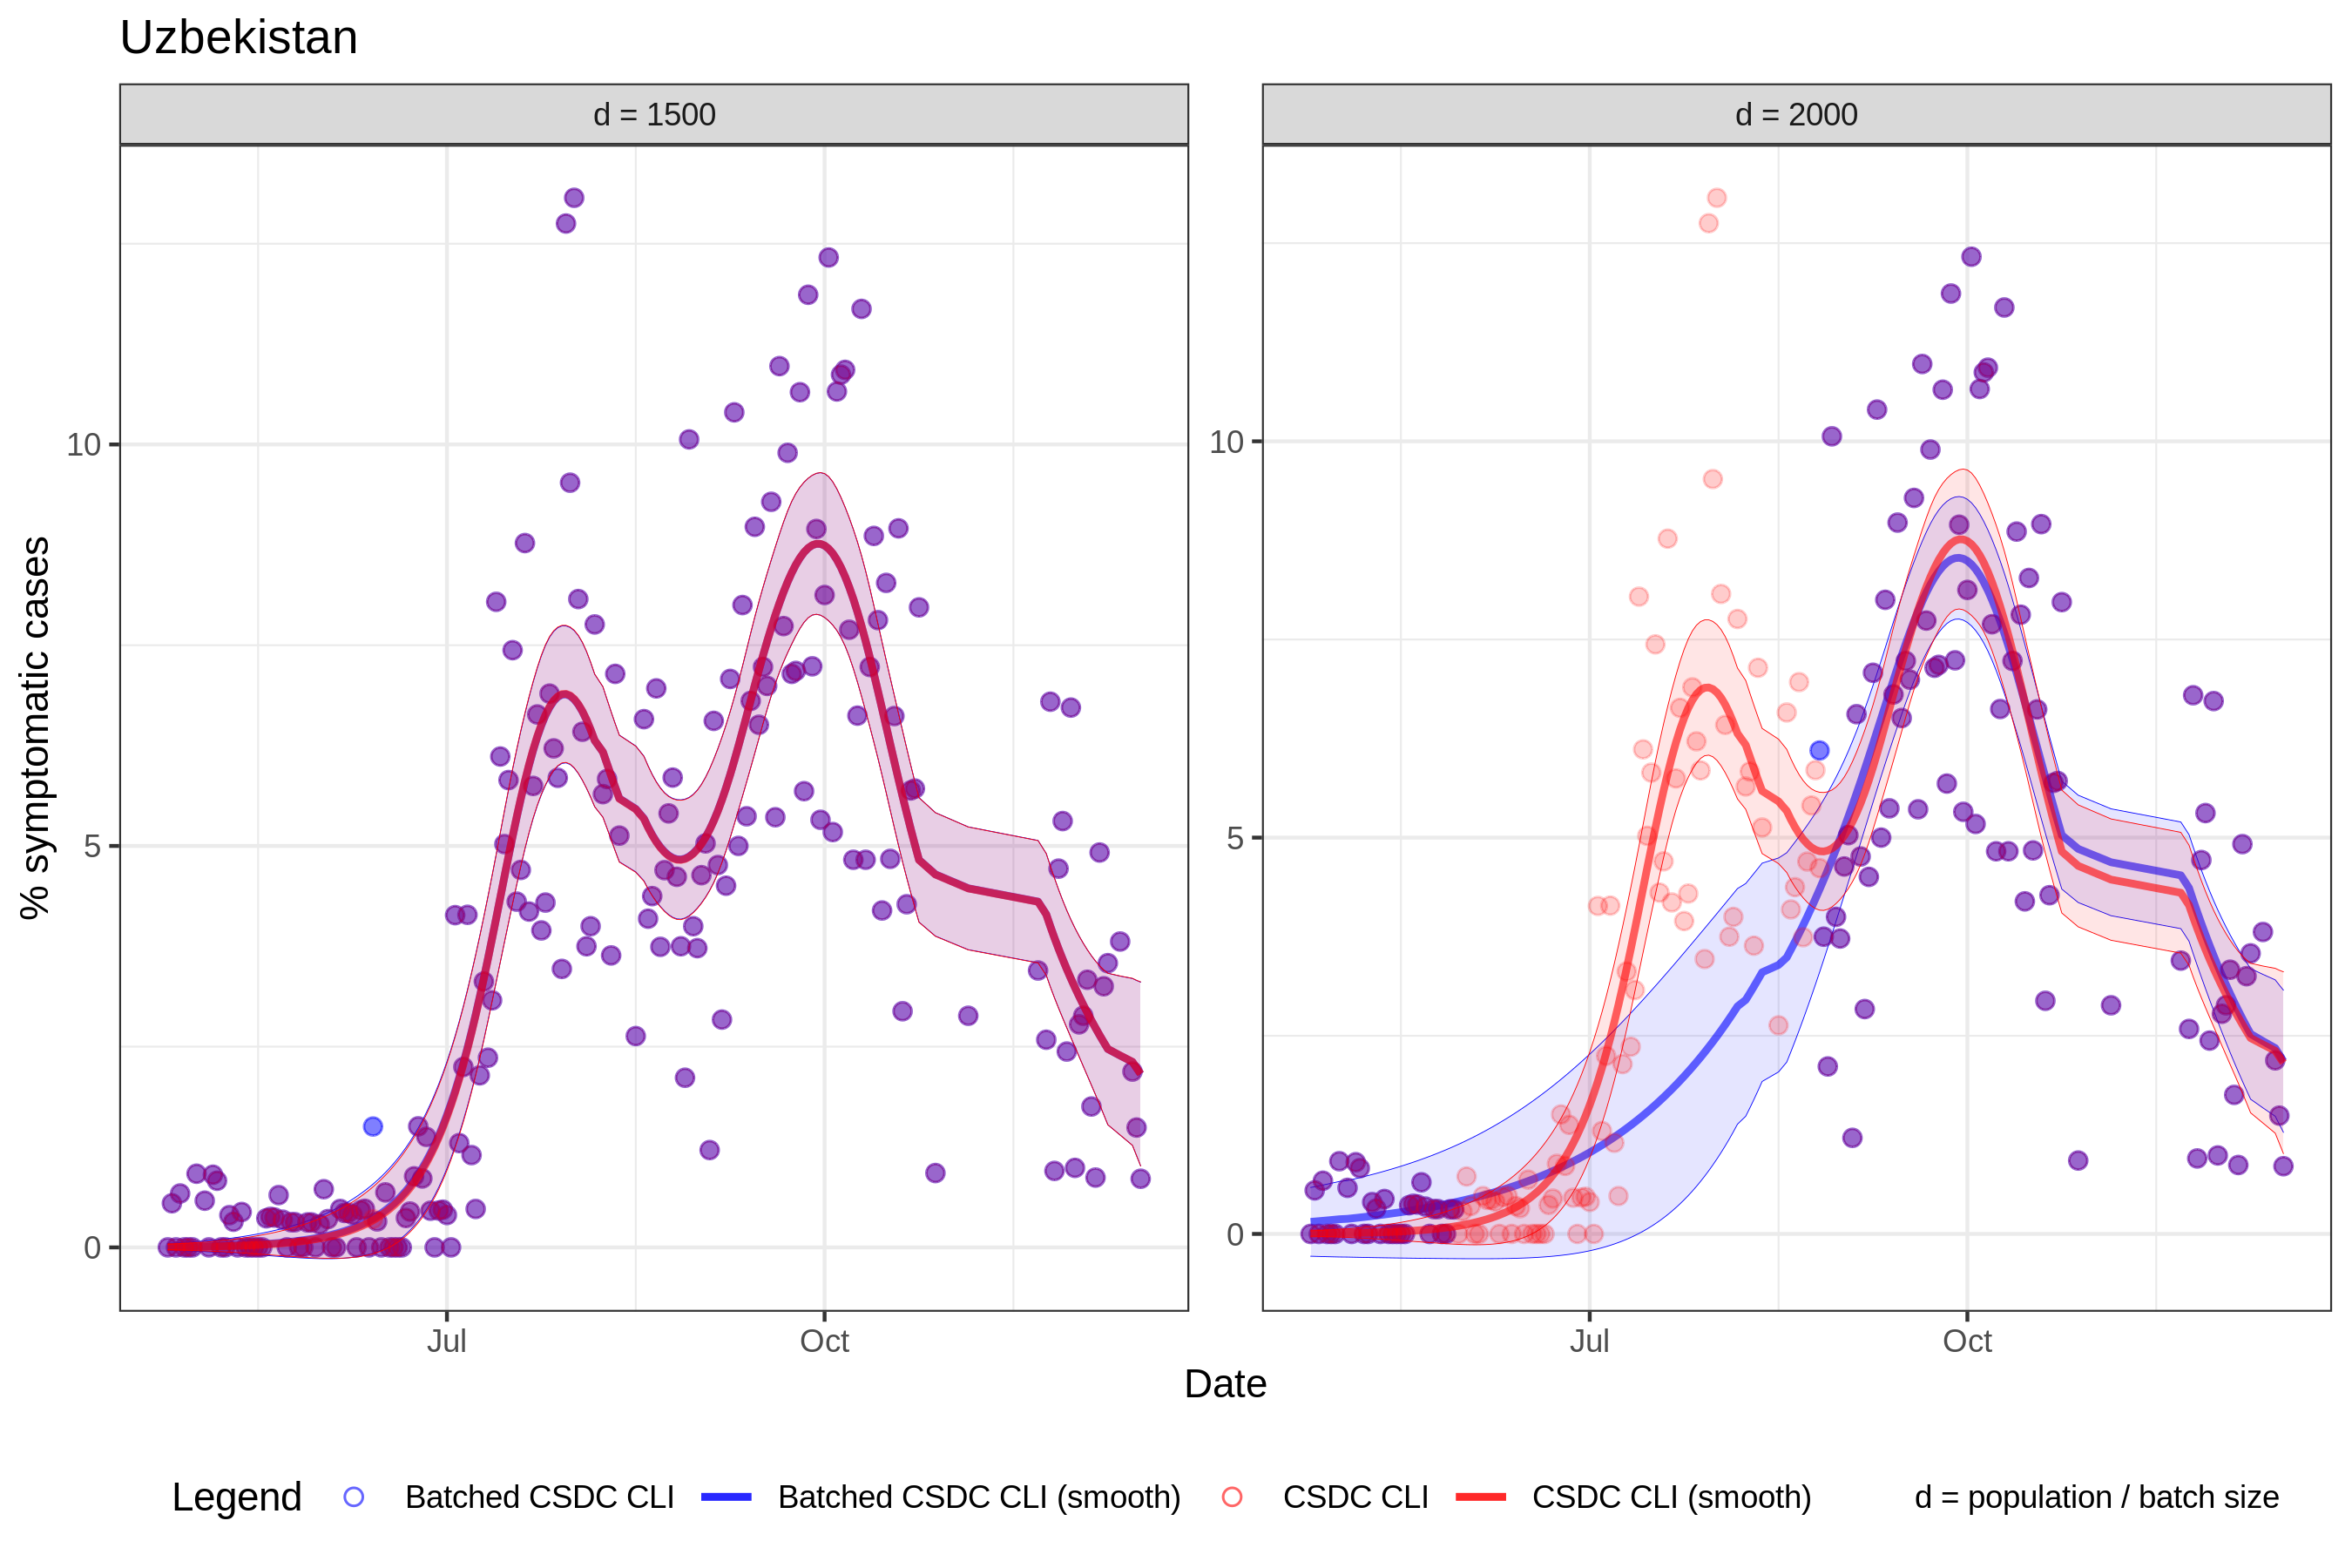 Uzbekistan
d = 1500
d = 2000
% symptomatic cases
10
5
0
10
5
0
Jul
Oct
Jul
Oct
Date
Legend
Batched CSDC CLI
Batched CSDC CLI (smooth)
CSDC CLI
CSDC CLI (smooth)
d = population / batch size